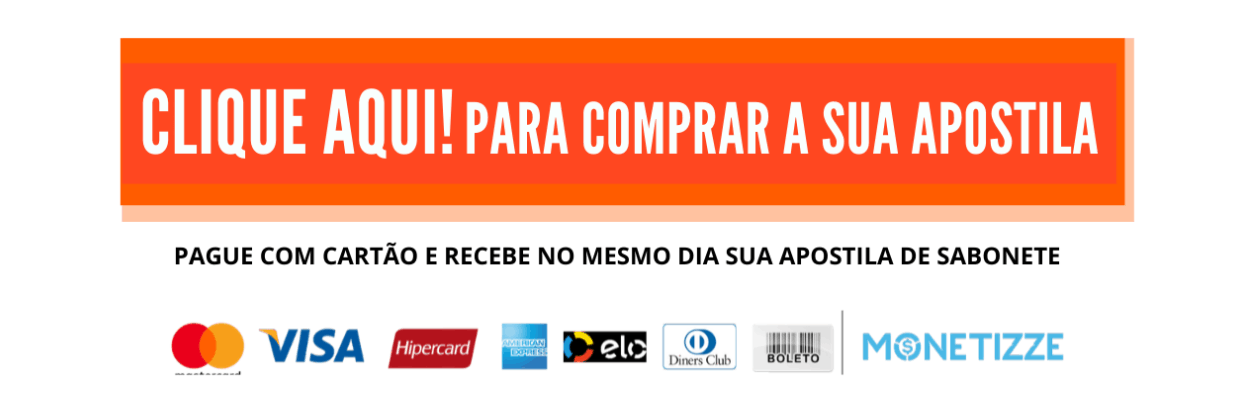 CLIQUE AQUI! PARA COMPRAR A SUA APOSTILA
PAGUE COM CARTÃO E RECEBE NO MESMO DIA SUA APOSTILA DE SABONETE
mastercard VISA Hipercard AMERICAN EXPRESS elo Diners Club BOLETO MONETIZZE